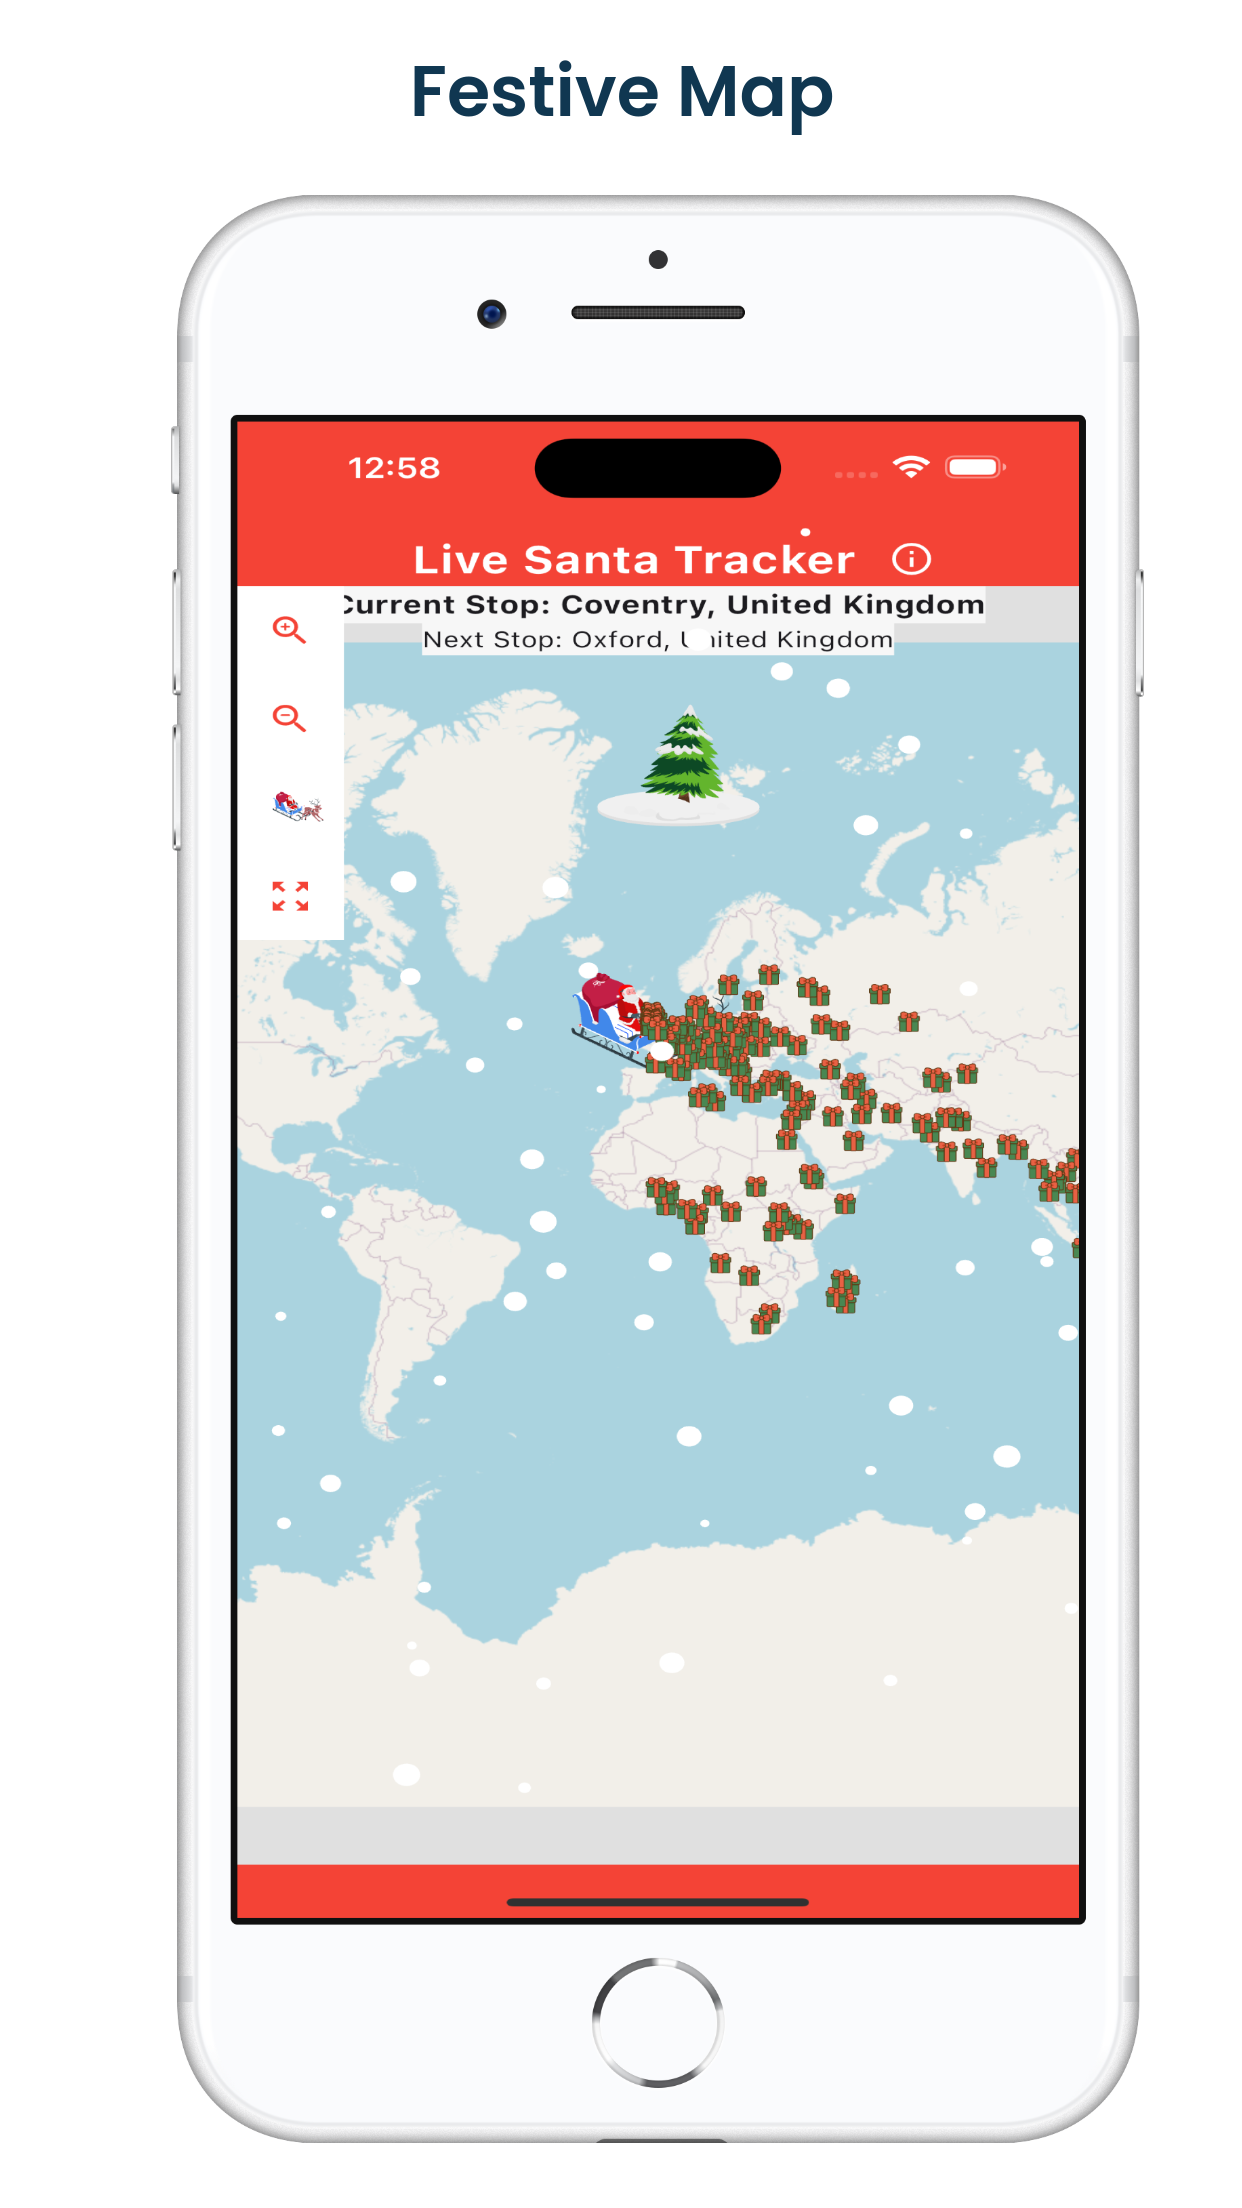 Festive Map
12:58
Live Santa Tracker
Current Stop: Coventry, United Kingdom
Next Stop: Oxford, United Kingdom